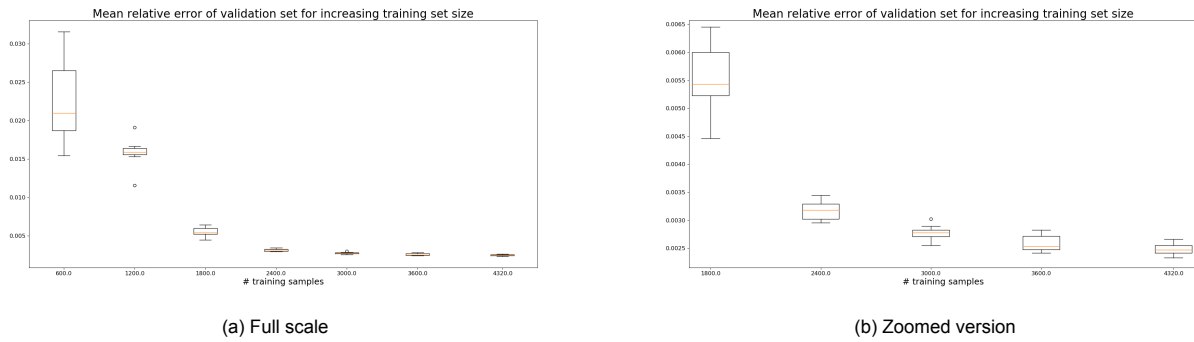 Mean relative error of validation set for increasing training set size
0.030
0.025
0.020
0.015
0.010
0.005
600.0 1200.0 1800.0 2400.0 3000.0 3600.0 4320.0
# training samples
(a) Full scale
Mean relative error of validation set for increasing training set size
0.0065
0.0060
0.0055
0.0050
0.0045
0.0040
0.0035
0.0030
0.0025
1800.0 2400.0 3000.0 3600.0 4320.0
# training samples
(b) Zoomed version